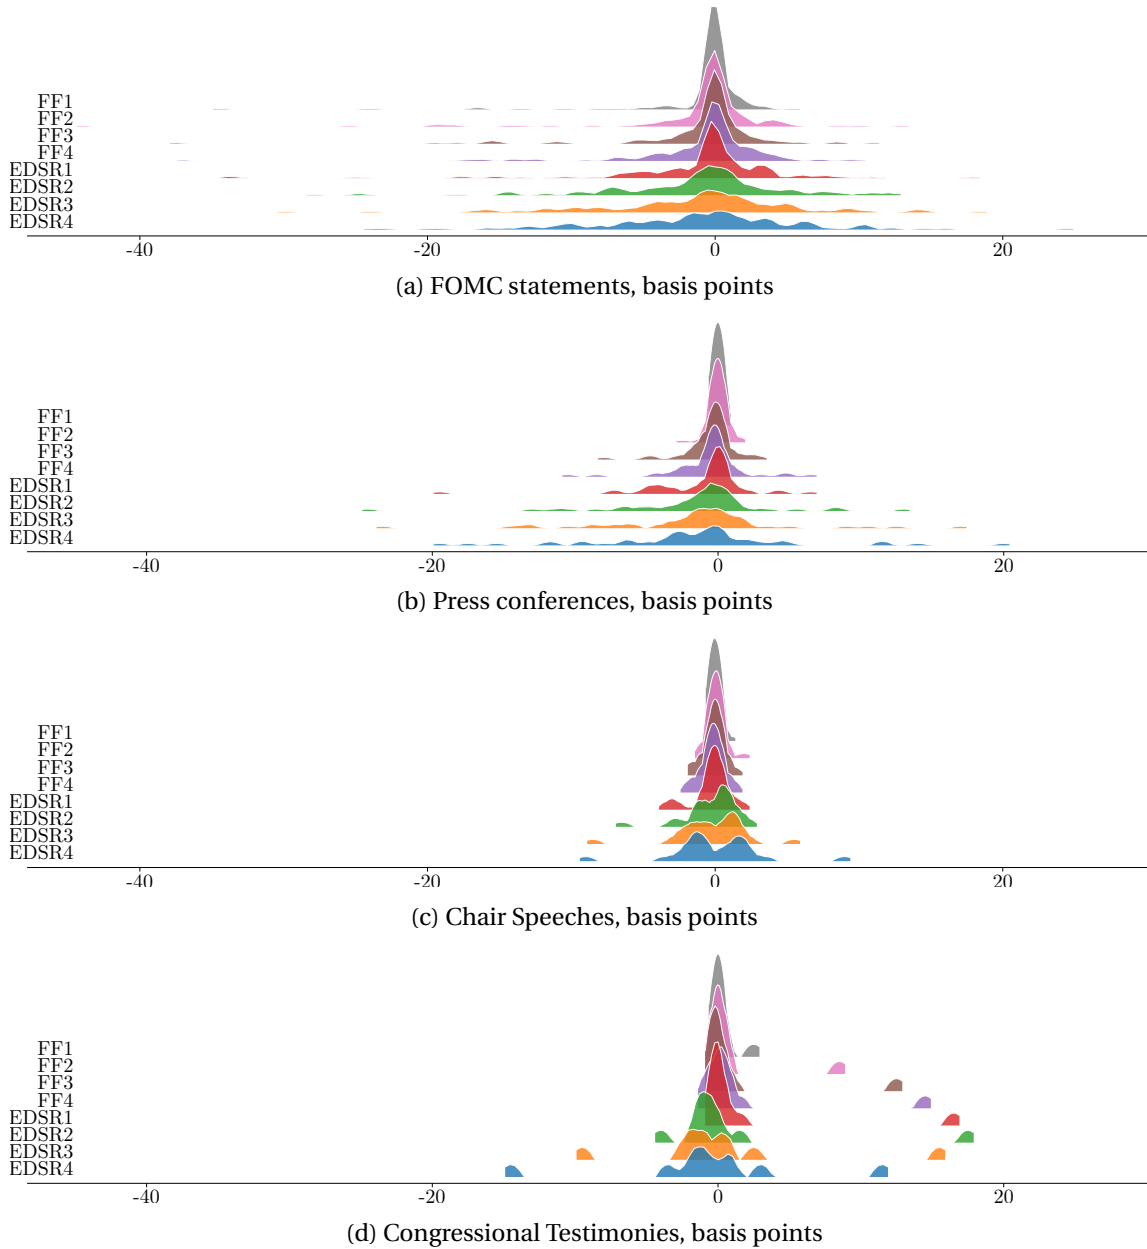 FF1
FF2
FF3
FF4
EDSR1
EDSR2
EDSR3
EDSR4
-40 -20 0 20
(a) FOMC statements, basis points
FF1
FF2
FF3
FF4
EDSR1
EDSR2
EDSR3
EDSR4
-40 -20 0 20
(b) Press conferences, basis points
FF1
FF2
FF3
FF4
EDSR1
EDSR2
EDSR3
EDSR4
-40 -20 0 20
(c) Chair Speeches, basis points
FF1
FF2
FF3
FF4
EDSR1
EDSR2
EDSR3
EDSR4
-40 -20 0 20
(d) Congressional Testimonies, basis points